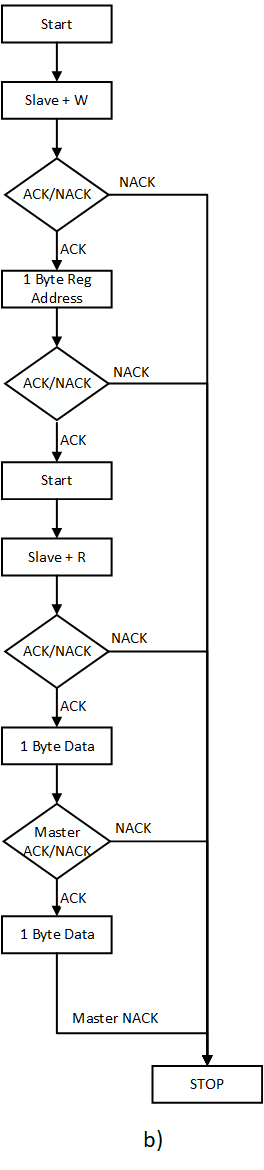 Start
Slave + W
ACK/NACK
NACK
ACK
1 Byte Reg
Address
ACK/NACK
NACK
ACK
Start
Slave + R
ACK/NACK
NACK
ACK
1 Byte Data
Master
ACK/NACK
NACK
ACK
1 Byte Data
Master NACK
STOP
b)